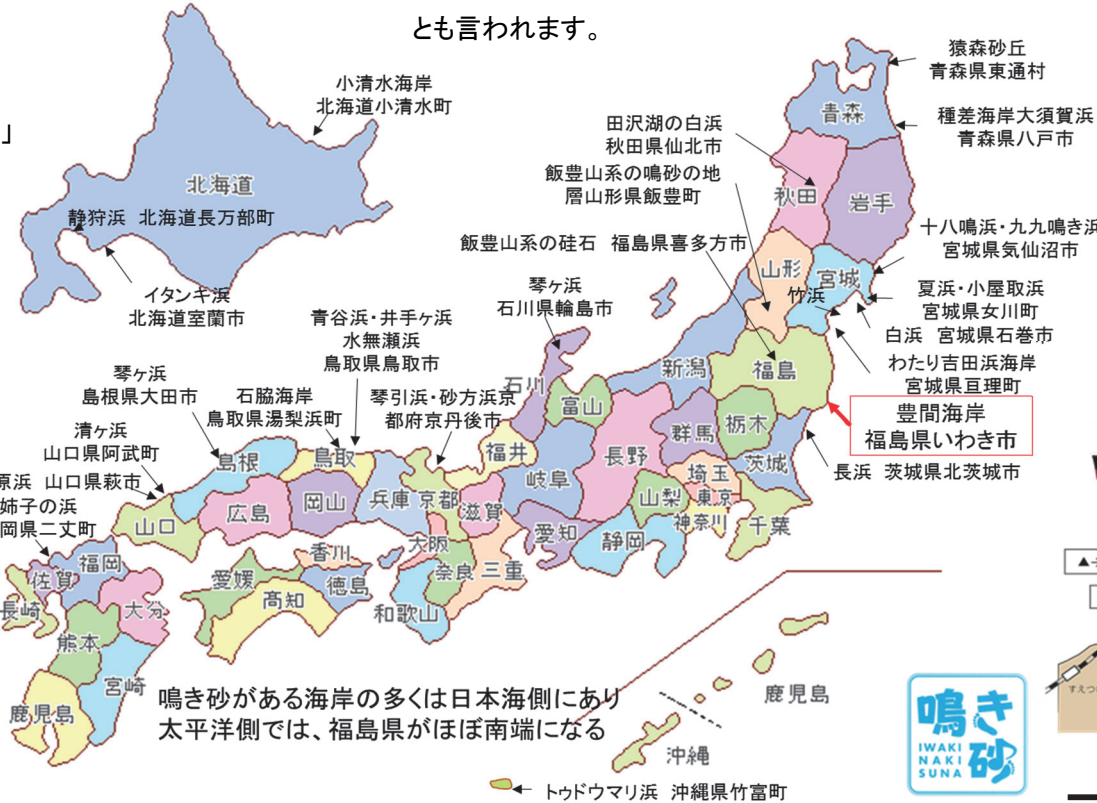 とも言われます。
」
小清水海岸
北海道小清水町
北海道
静狩浜 北海道長万部町
イタンキ浜
北海道室蘭市
猿森砂丘
青森県東通村
青森
種差海岸大須賀浜
青森県八戸市
田沢湖の白浜
秋田県仙北市
秋田
岩手
飯豊山系の鳴砂の地
層山形県飯豊町
十八鳴浜・九九鳴き浜
宮城県気仙沼市
飯豊山系の硅石 福島県喜多方市
山形
宮城
竹浜
夏浜・小屋取浜
宮城県女川町
白浜 宮城県石巻市
わたり吉田浜海岸
宮城県亘理町
豊間海岸
福島県いわき市
長浜 茨城県北茨城市
琴ヶ浜
石川県輪島市
青谷浜・井手ヶ浜
水無瀬浜
鳥取県鳥取市
琴ヶ浜
島根県大田市
石脇海岸
鳥取県湯梨浜町
琴引浜・砂方浜京
都府京丹後市
清ヶ浜
山口県阿武町
原浜 山口県萩市
姉子の浜
岡県二丈町
新潟
福島
石川
富山
群馬
栃木
茨城
福井
岐阜
長野
埼玉
山梨
東京
神奈川
千葉
島根
鳥取
山口
広島
岡山
兵庫
京都
滋賀
愛知
静岡
大阪
奈良
三重
和歌山
香川
愛媛
徳島
高知
福岡
佐賀
長崎
大分
熊本
宮崎
鹿児島
鳴き砂がある海岸の多くは日本海側にあり
太平洋側では、福島県がほぼ南端になる
鹿児島
沖縄
トゥドウマリ浜 沖縄県竹富町
鳴き
砂
IWAKI
NAKI
SUNA